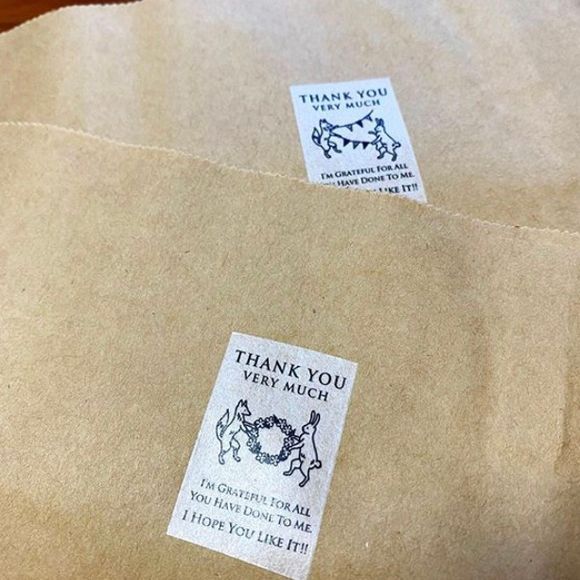 THANK YOU
VERY MUCH
I'M GRATEFUL FOR ALL
HAVE DONE TO ME.
LIKE IT!!
THANK YOU
VERY MUCH
I'M GRATEFUL FOR ALL
YOU HAVE DONE TO ME.
I HOPE YOU LIKE IT!!